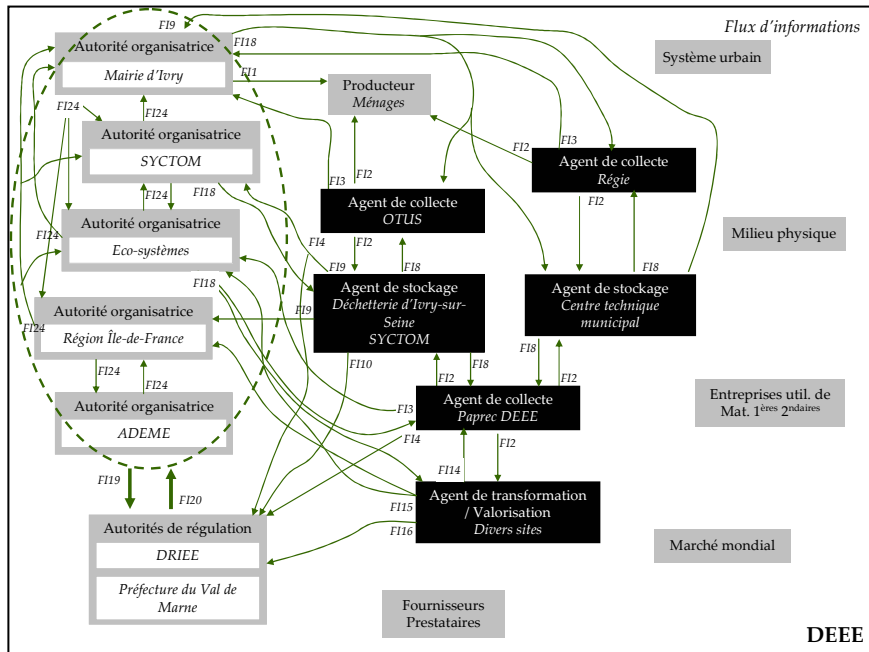 FI9
Flux d'informations
Autorité organisatrice
Mairie d'Ivry
FI18
FI1
Système urbain
Producteur
Ménages
FI24
FI24
Autorité organisatrice
SYCTOM
FI18
FI3
FI2
FI2
FI3
Agent de collecte
Régie
Agent de collecte
OTUS
FI2
FI24
Autorité organisatrice
Eco-systèmes
FI24
FI4
FI2
Milieu physique
FI18
FI9
FI8
FI8
Agent de stockage
Déchetterie d'Ivry-sur-
Seine
SYCTOM
Agent de stockage
Centre technique
municipal
FI9
Autorité organisatrice
Région Île-de-France
FI24
FI10
FI8
FI8
FI24
FI24
FI2
FI2
Autorité organisatrice
ADEME
Agent de collecte
Paprec DEEE
FI3
FI4
Entreprises util. de
Mat. 1ères 2ndaires
FI2
FI14
FI19
FI20
Agent de transformation
/ Valorisation
Divers sites
FI15
FI16
Autorités de régulation
DRIEE
Préfecture du Val de
Marne
Marché mondial
Fournisseurs
Prestataires
DEEE